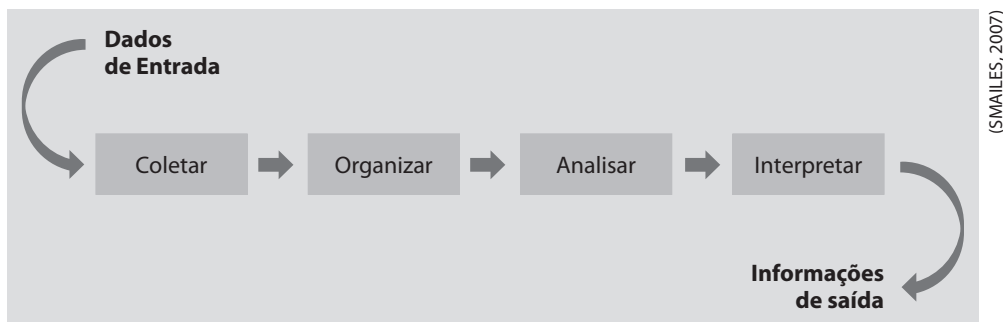 Dados
de Entrada
Coletar
Organizar
Analisar
Interpretar
Informações
de saída
(SMAILES, 2007)